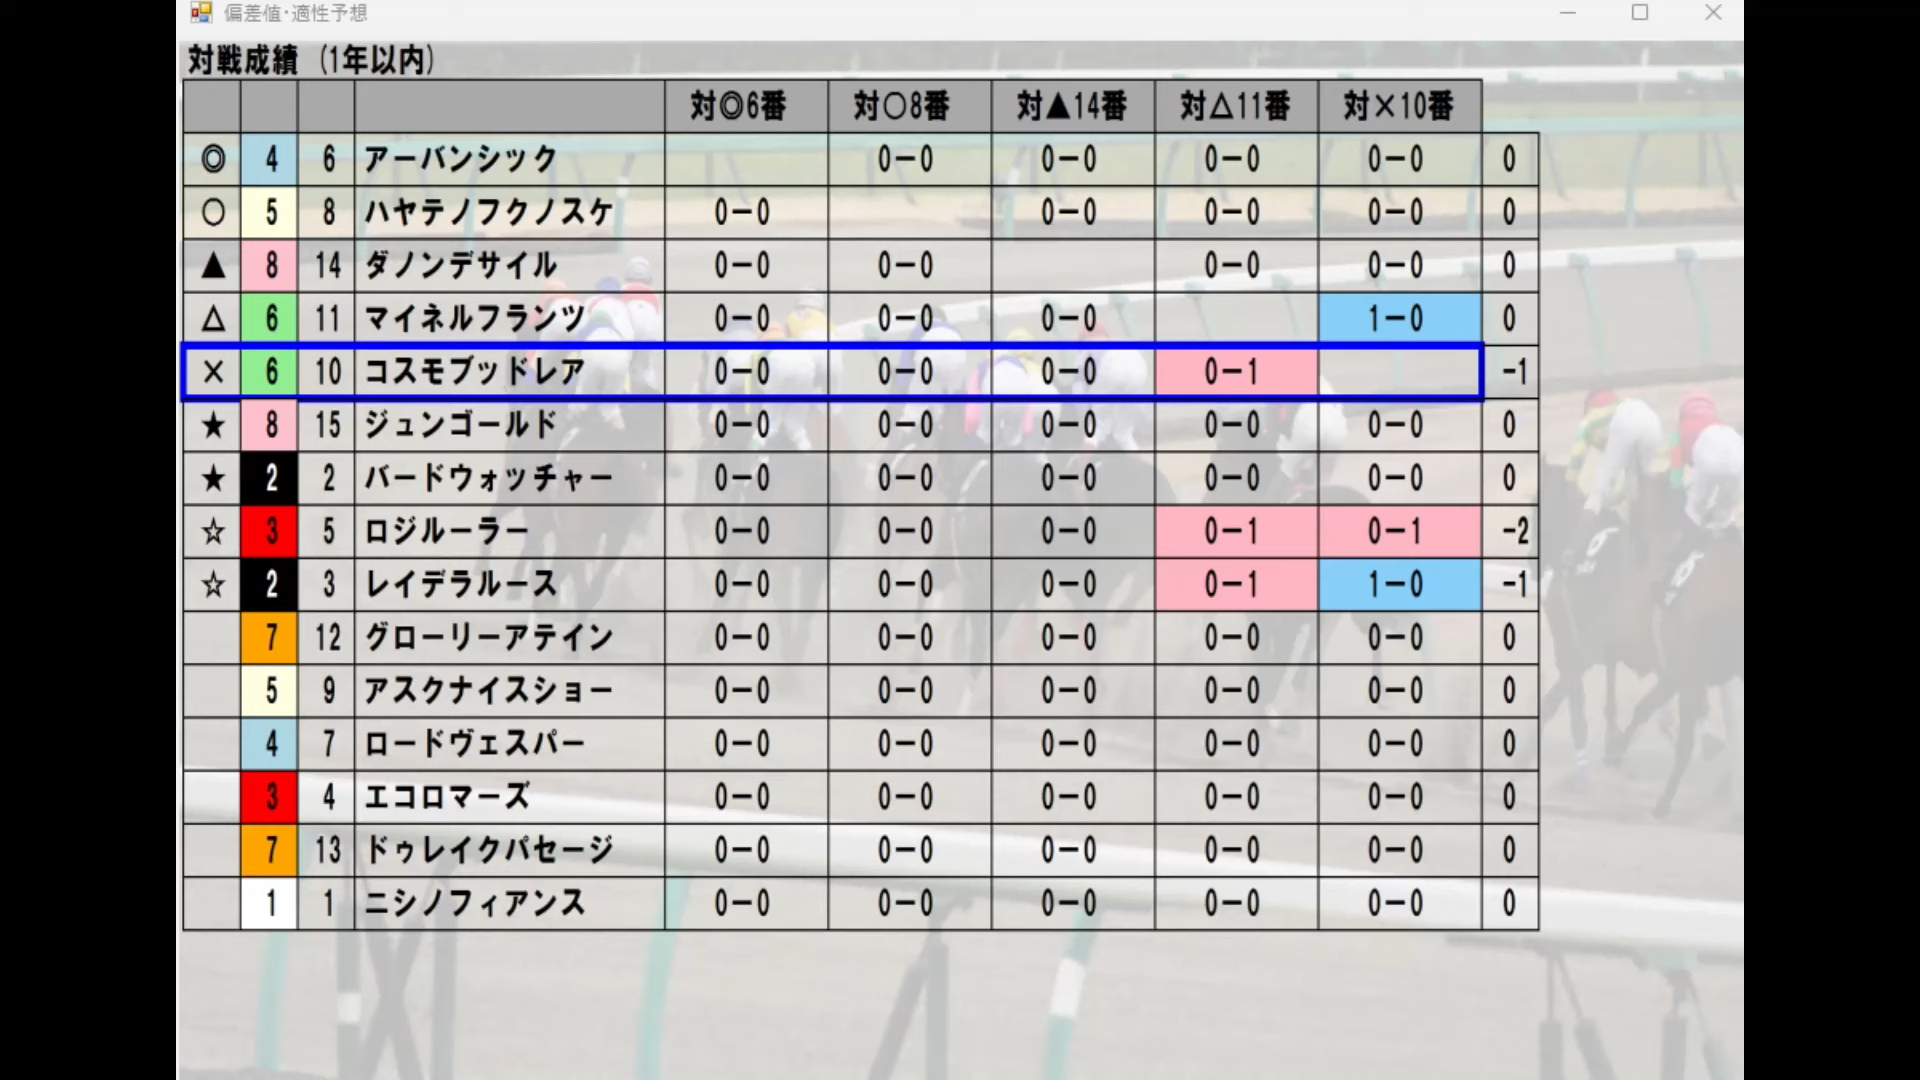 偏差値・適性予想
対戦成績 (1年以内)
対◎6番 対○8番 対▲14番 対△11番 対×10番
◎ 4 6 アーバンシック 0-0 0-0 0-0 0-0 0
○ 5 8 ハヤテノフクノスケ 0-0 0-0 0-0 0-0 0
▲ 8 14 ダノンデサイル 0-0 0-0 0-0 0-0 0
△ 6 11 マイネルフランツ 0-0 0-0 0-0 1-0 0
× 6 10 コスモブッドレア 0-0 0-0 0-0 0-1 -1
★ 8 15 ジュンゴールド 0-0 0-0 0-0 0-0 0-0 0
★ 2 2 バードウォッチャー 0-0 0-0 0-0 0-0 0-0 0
☆ 3 5 ロジルーラー 0-0 0-0 0-0 0-1 0-1 -2
☆ 2 3 レイデラルース 0-0 0-0 0-0 0-1 1-0 -1
7 12 グローリーアテイン 0-0 0-0 0-0 0-0 0-0 0
5 9 アスクナイスショー 0-0 0-0 0-0 0-0 0-0 0
4 7 ロードヴェスパー 0-0 0-0 0-0 0-0 0-0 0
3 4 エコロマーズ 0-0 0-0 0-0 0-0 0-0 0
7 13 ドゥレイクパセージ 0-0 0-0 0-0 0-0 0-0 0
1 1 ニシノフィアンス 0-0 0-0 0-0 0-0 0-0 0